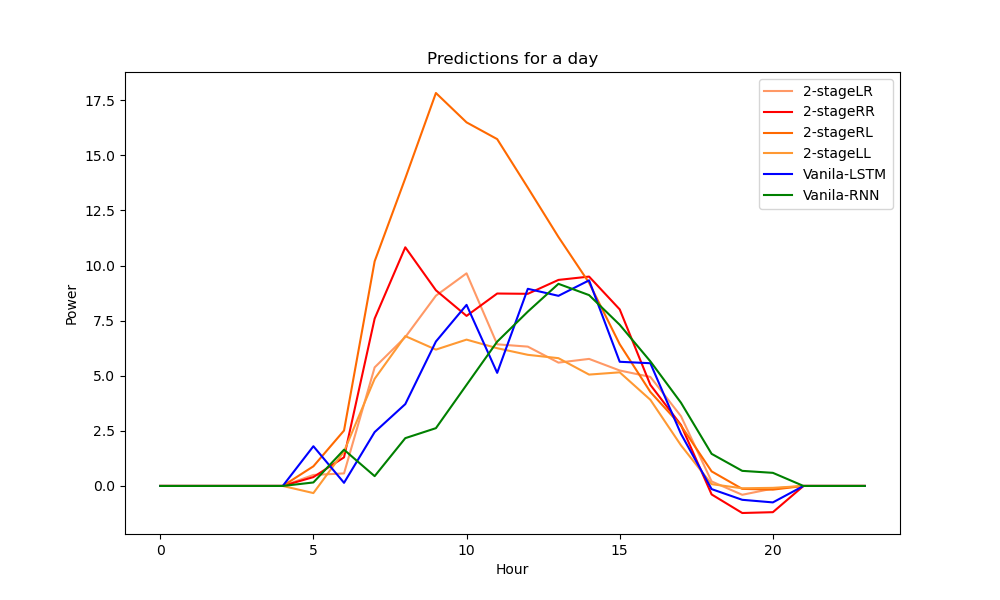 Predictions for a day
2-stageLR
2-stageRR
2-stageRL
2-stageLL
Vanila-LSTM
Vanila-RNN
17.5
15.0
12.5
10.0
7.5
5.0
2.5
0.0
Power
0 5 10 15 20
Hour